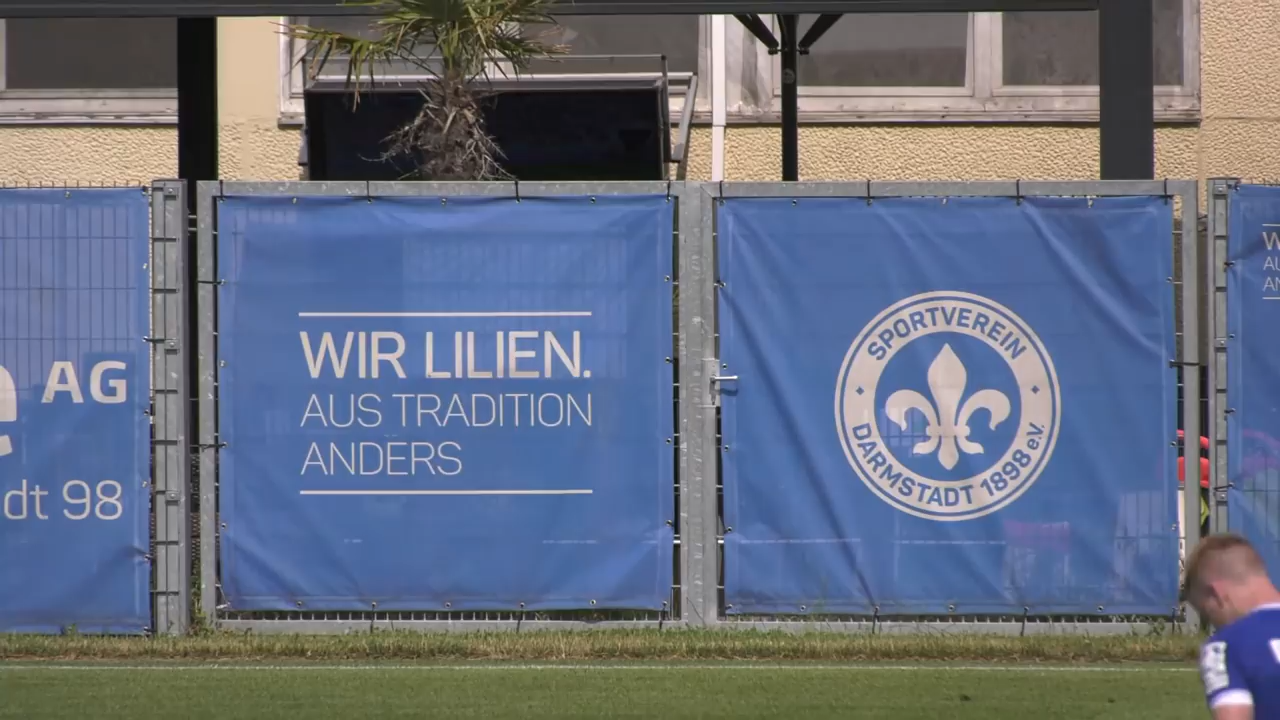 AG
dt 98
WIR LILIEN.
AUS TRADITION
ANDERS
SPORTVEREIN
DARMSTADT 1898 e.V.